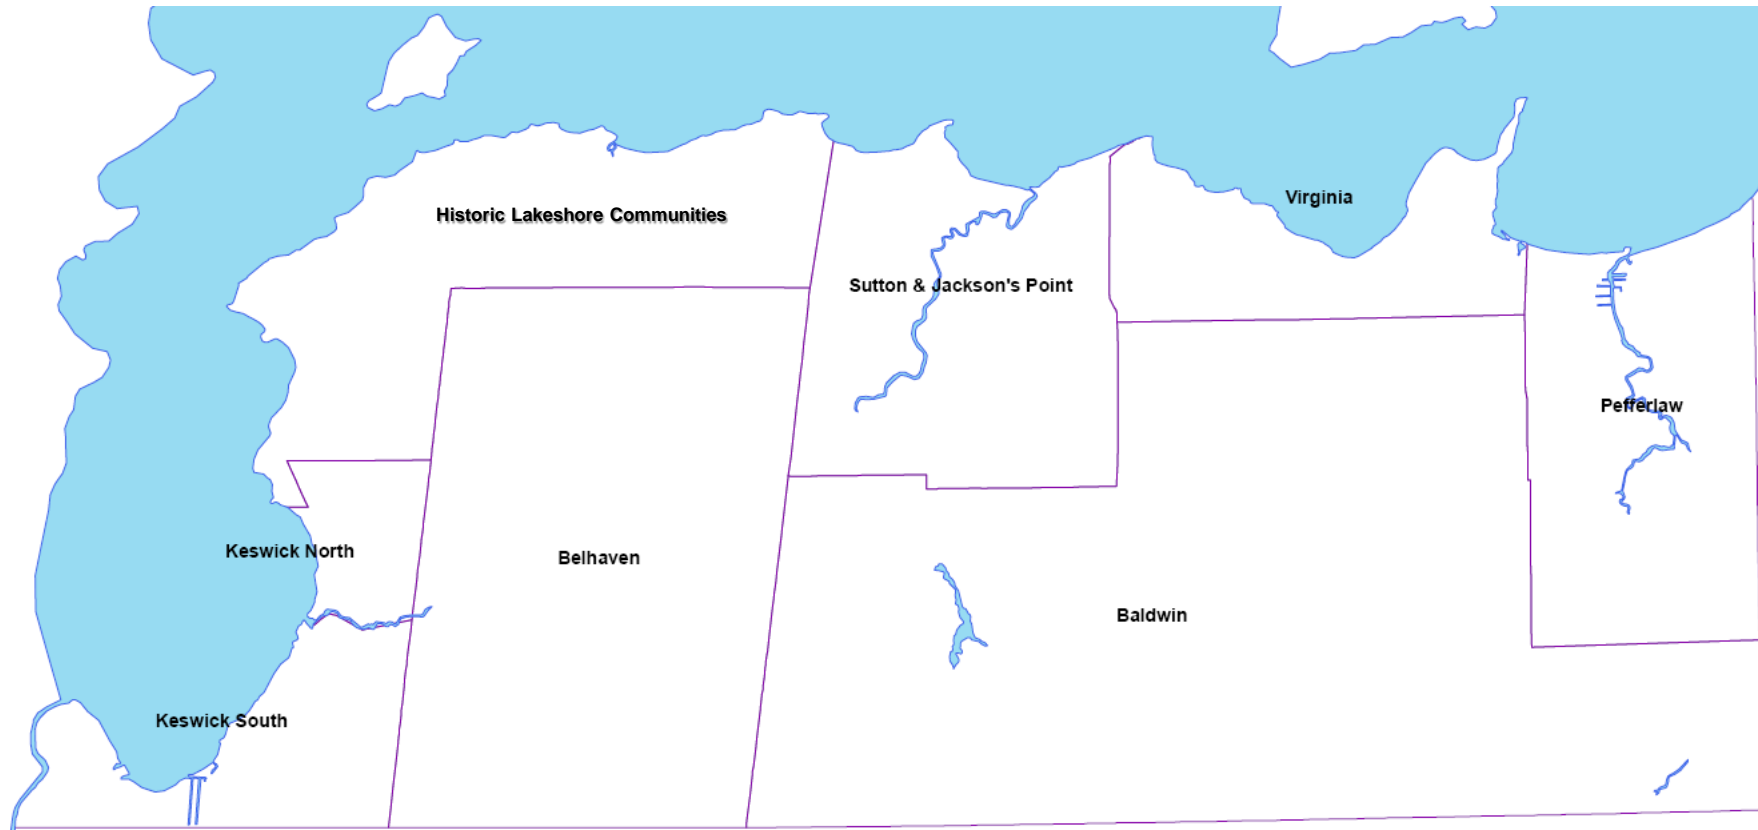 Virginia
Historic Lakeshore Communities
Sutton & Jackson's Point
Pefferlaw
Keswick North
Belhaven
Baldwin
Keswick South